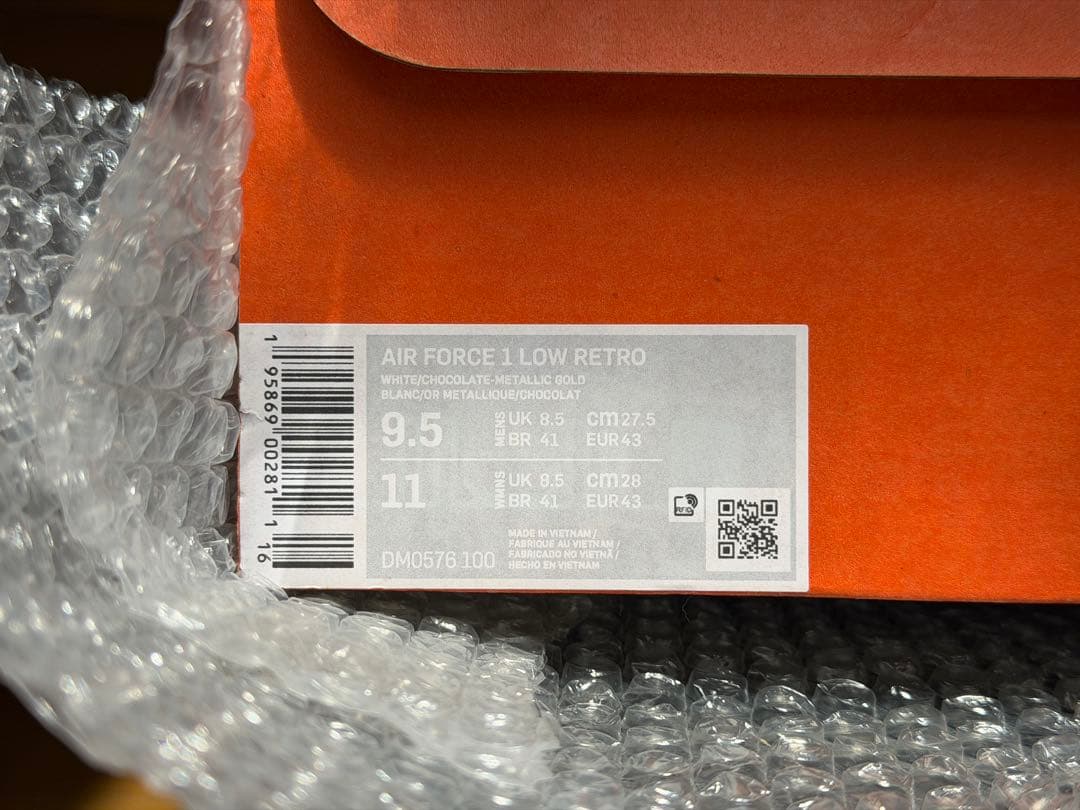 AIR FORCE 1 LOW RETRO
WHITE/CHOCOLATE-METALLIC GOLD
BLANC/OR METALLIQUE/CHOCOLAT
9.5 MENS UK 8.5 cm 27.5
BR 41 EUR 43
11 WMNS UK 8.5 cm 28
BR 41 EUR 43
RFID
DM0576 100
MADE IN VIETNAM /
FABRIQUE AU VIETNAM /
FABRICADO NO VIETNÃ /
HECHO EN VIETNAM
1 95869 00281 1 16